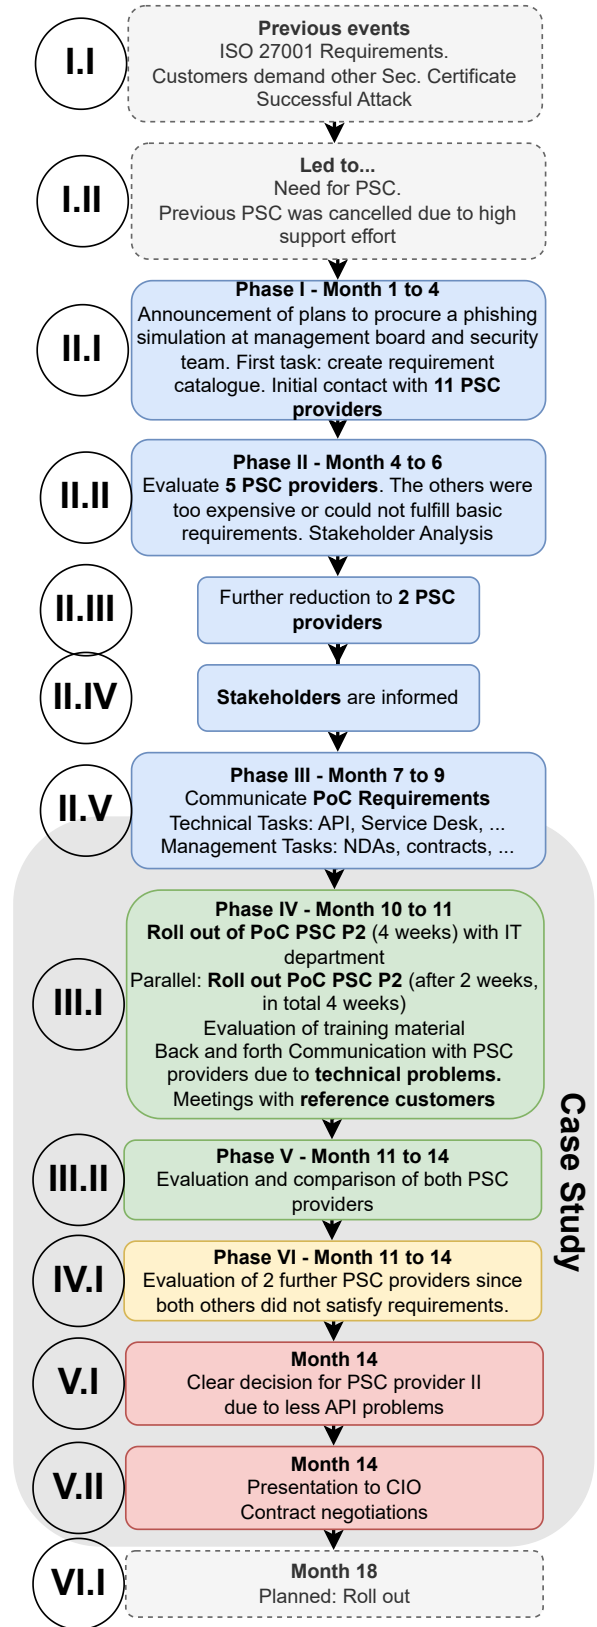 I.I
Previous events
ISO 27001 Requirements.
Customers demand other Sec. Certificate
Successful Attack
I.II
Led to...
Need for PSC.
Previous PSC was cancelled due to high
support effort
II.I
Phase I - Month 1 to 4
Announcement of plans to procure a phishing
simulation at management board and security
team. First task: create requirement
catalogue. Initial contact with 11 PSC
providers
II.II
Phase II - Month 4 to 6
Evaluate 5 PSC providers. The others were
too expensive or could not fulfill basic
requirements. Stakeholder Analysis
II.III
Further reduction to 2 PSC
providers
II.IV
Stakeholders are informed
II.V
Phase III - Month 7 to 9
Communicate PoC Requirements
Technical Tasks: API, Service Desk, ...
Management Tasks: NDAs, contracts, ...
Case Study
III.I
Phase IV - Month 10 to 11
Roll out of PoC PSC P2 (4 weeks) with IT
department
Parallel: Roll out PoC PSC P2 (after 2 weeks,
in total 4 weeks)
Evaluation of training material
Back and forth Communication with PSC
providers due to technical problems.
Meetings with reference customers
III.II
Phase V - Month 11 to 14
Evaluation and comparison of both PSC
providers
IV.I
Phase VI - Month 11 to 14
Evaluation of 2 further PSC providers since
both others did not satisfy requirements.
V.I
Month 14
Clear decision for PSC provider II
due to less API problems
V.II
Month 14
Presentation to CIO
Contract negotiations
VI.I
Month 18
Planned: Roll out